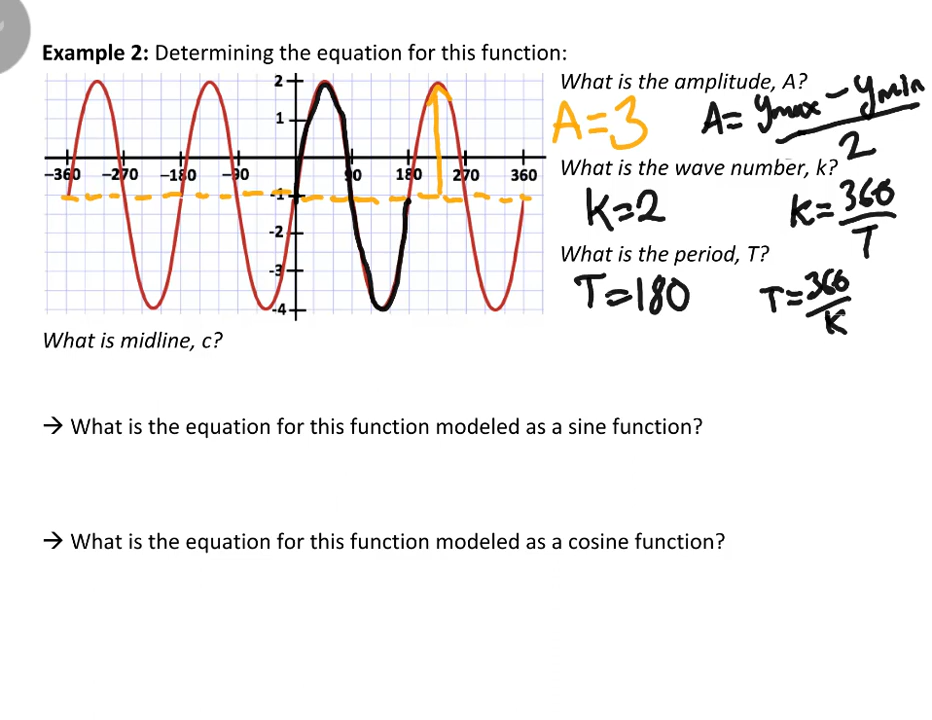 Example 2: Determining the equation for this function:
What is the amplitude, A?
A=3 A= ymax - ymin / 2
What is the wave number, k?
K=2 K= 360 / T
What is the period, T?
T=180 T= 360 / K
2
1
-360 -270 -180 -90 90 180 270 360
-1
-2
-3
-4
What is midline, c?
→ What is the equation for this function modeled as a sine function?
→ What is the equation for this function modeled as a cosine function?